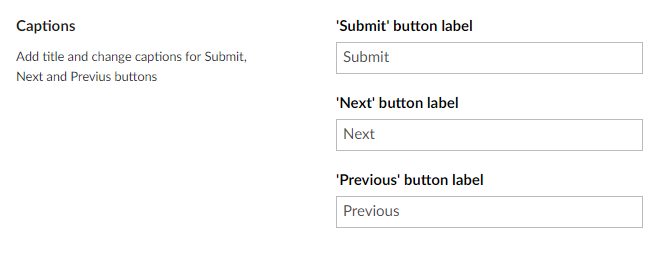 Captions
Add title and change captions for Submit,
Next and Previus buttons
'Submit' button label
Submit
'Next' button label
Next
'Previous' button label
Previous